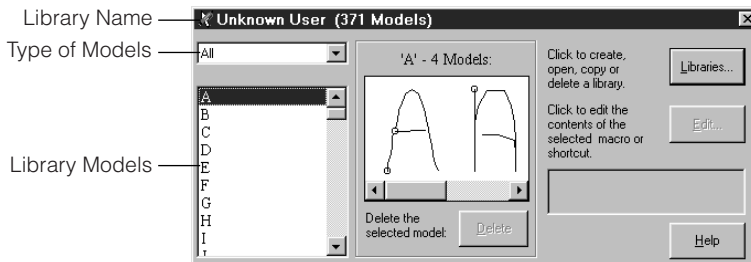 Library Name
Unknown User (371 Models)
Type of Models
All
'A' - 4 Models:
Click to create,
open, copy or
delete a library.
Libraries...
Library Models
A
B
C
D
E
F
G
H
I
Click to edit the
contents of the
selected macro or
shortcut.
Edit...
Delete the
selected model:
Delete
Help